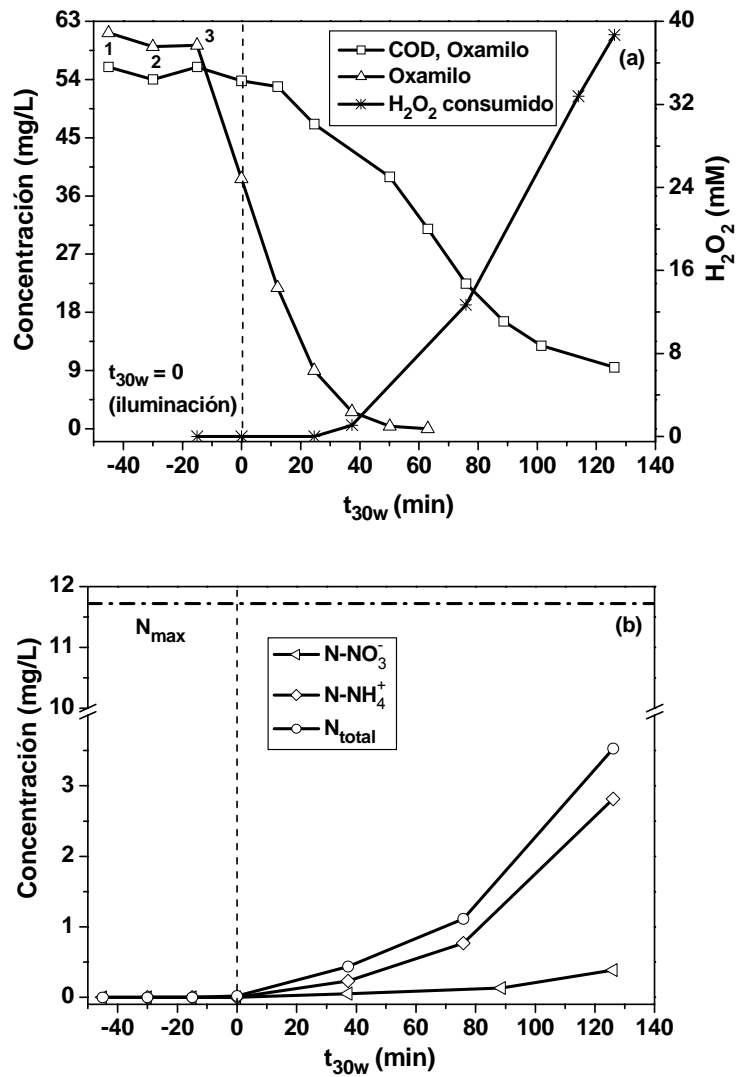 63
54
45
36
27
18
9
0
Concentración (mg/L)
1
2
3
(a)
COD, Oxamilo
Oxamilo
H₂O₂ consumido
40
32
24
16
8
0
H₂O₂ (mM)
t₃₀w = 0
(iluminación)
-40 -20 0 20 40 60 80 100 120 140
t₃₀w (min)
12
11
10
3
2
1
0
Concentración (mg/L)
(b)
Nmax
N-NO₃⁻
N-NH₄⁺
Ntotal
-40 -20 0 20 40 60 80 100 120 140
t₃₀w (min)